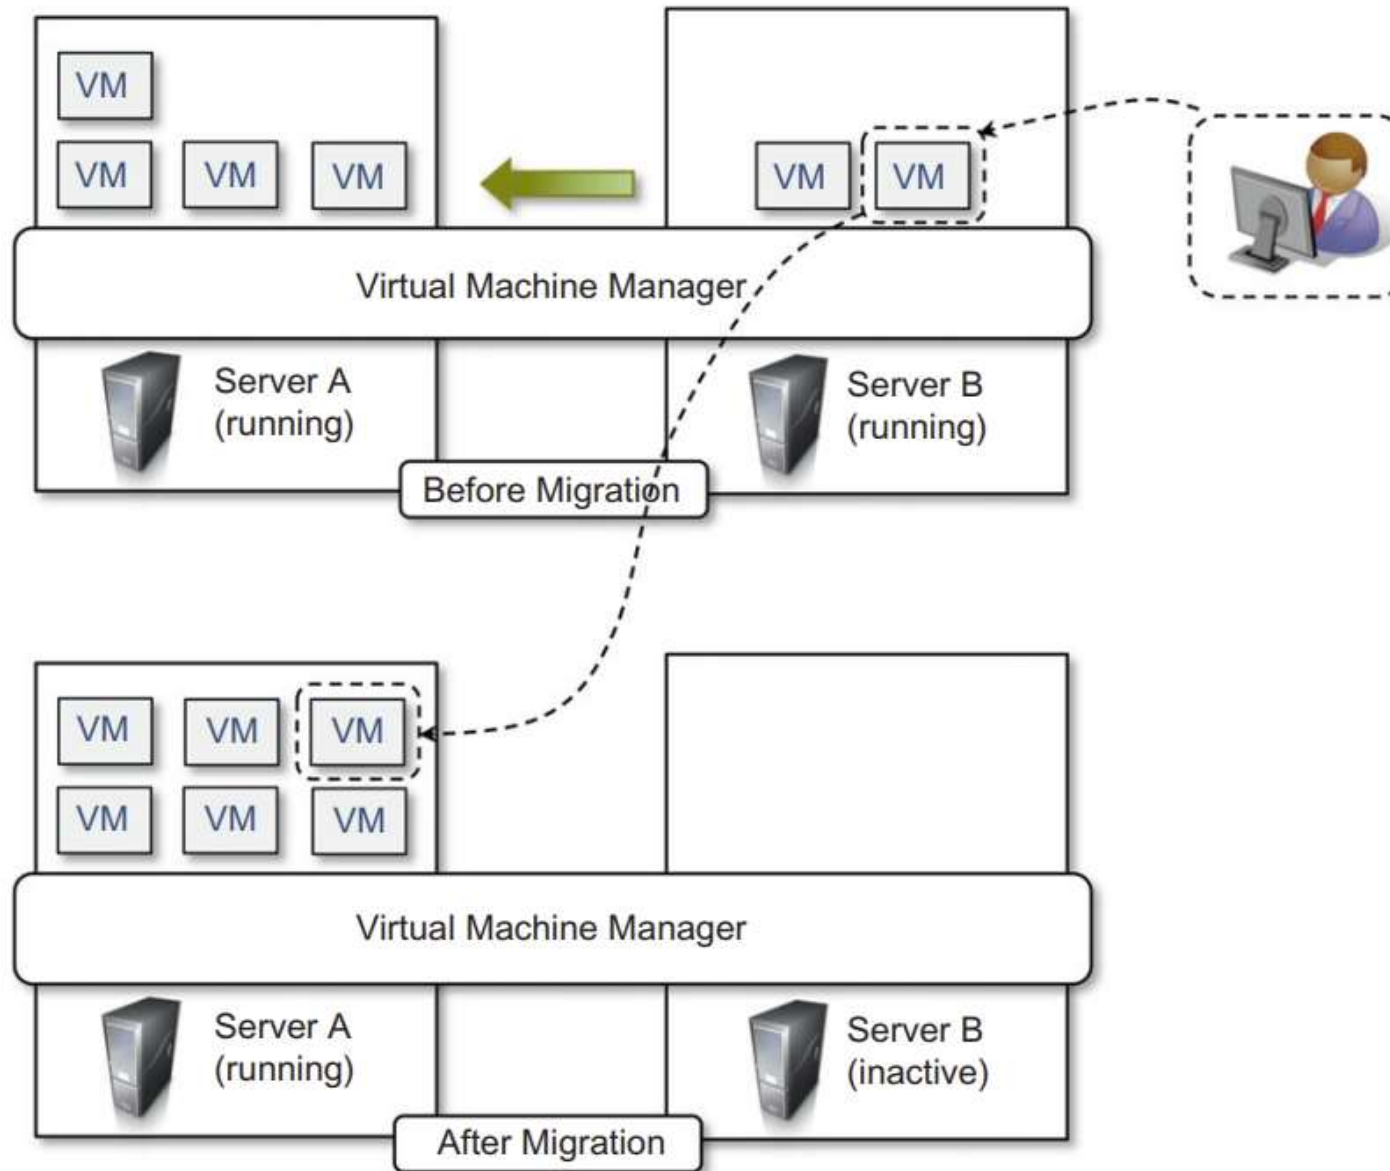 VM
VM VM VM
VM VM
Virtual Machine Manager
Server A
(running)
Server B
(running)
Before Migration
VM VM VM
VM VM VM
Virtual Machine Manager
Server A
(running)
Server B
(inactive)
After Migration